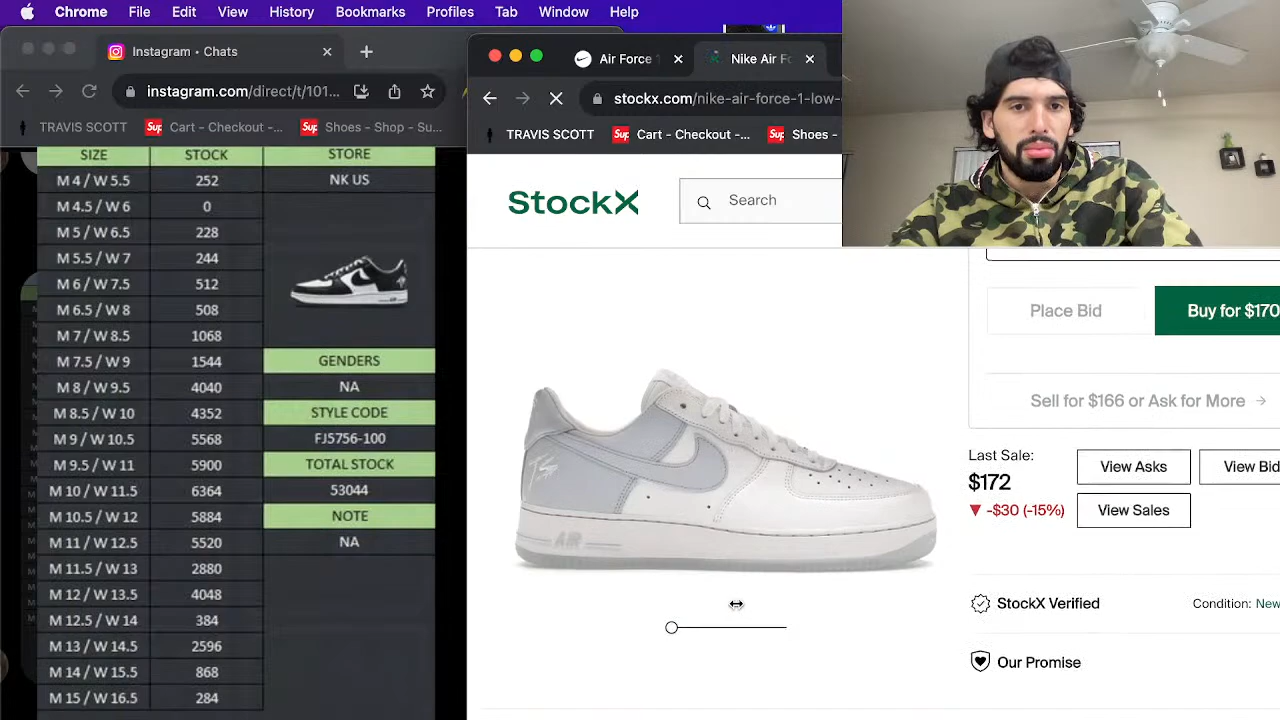 Chrome File Edit View History Bookmarks Profiles Tab Window Help
Instagram • Chats
instagram.com/direct/t/101...
TRAVIS SCOTT Sup Cart - Checkout -... Sup Shoes - Shop - Su...
SIZE STOCK STORE
M 4 / W 5.5 252 NK US
M 4.5 / W 6 0
M 5 / W 6.5 228
M 5.5 / W 7 244
M 6 / W 7.5 512
M 6.5 / W 8 508
M 7 / W 8.5 1068
M 7.5 / W 9 1544 GENDERS
M 8 / W 9.5 4040 NA
M 8.5 / W 10 4352 STYLE CODE
M 9 / W 10.5 5568 FJ5756-100
M 9.5 / W 11 5900 TOTAL STOCK
M 10 / W 11.5 6364 53044
M 10.5 / W 12 5884 NOTE
M 11 / W 12.5 5520 NA
M 11.5 / W 13 2880
M 12 / W 13.5 4048
M 12.5 / W 14 384
M 13 / W 14.5 2596
M 14 / W 15.5 868
M 15 / W 16.5 284
Air Force 1 Nike Air Fo
stockx.com/nike-air-force-1-low-
TRAVIS SCOTT Sup Cart - Checkout -... Sup Shoes -
StockX
Search
Place Bid
Buy for $170
Sell for $166 or Ask for More
AIR
Last Sale:
$172
-$30 (-15%)
View Asks
View Bid
View Sales
StockX Verified
Condition: New
Our Promise